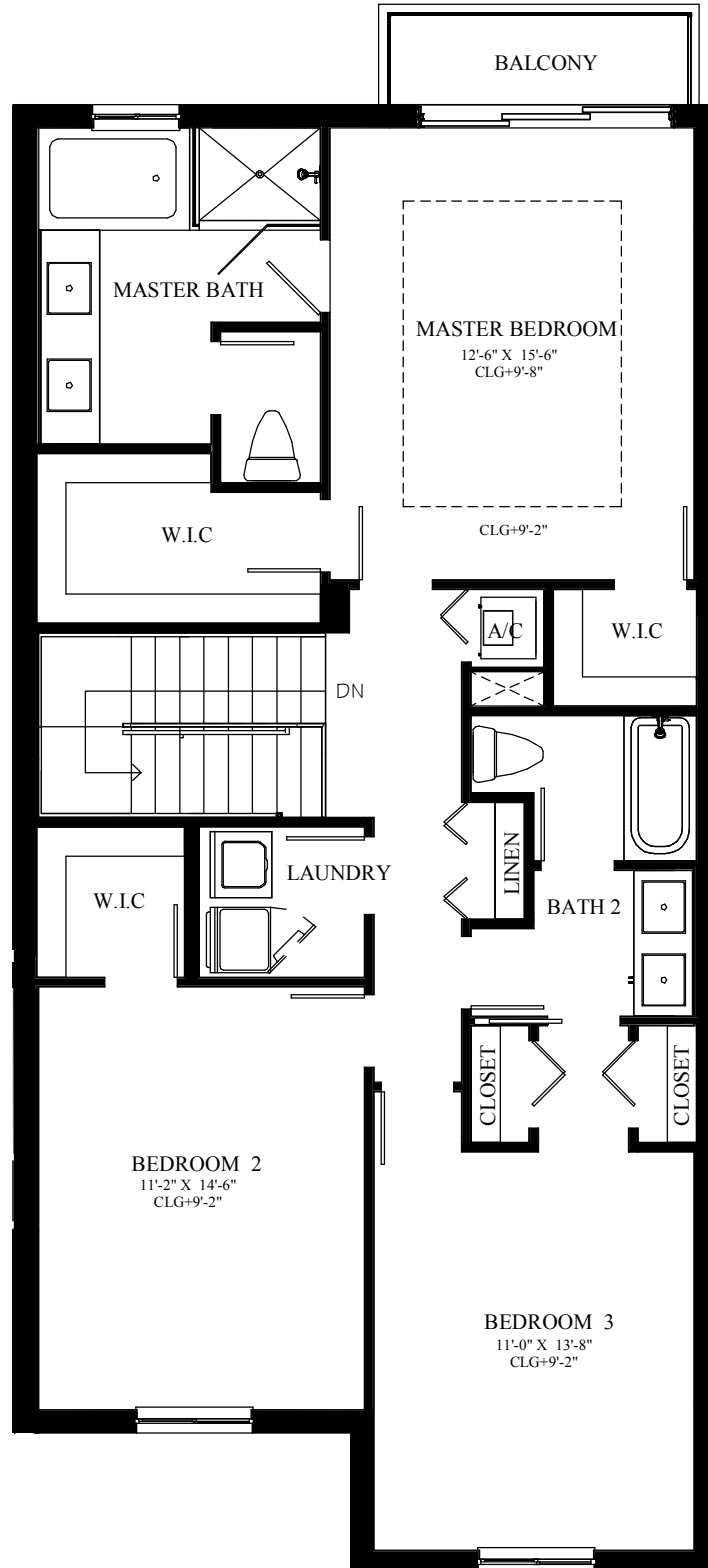 BALCONY
MASTER BATH
MASTER BEDROOM
12'-6" X 15'-6"
CLG+9'-8"
CLG+9'-2"
W.I.C
A/C
W.I.C
DN
LINEN
LAUNDRY
W.I.C
BATH 2
CLOSET
CLOSET
BEDROOM 2
11'-2" X 14'-6"
CLG+9'-2"
BEDROOM 3
11'-0" X 13'-8"
CLG+9'-2"